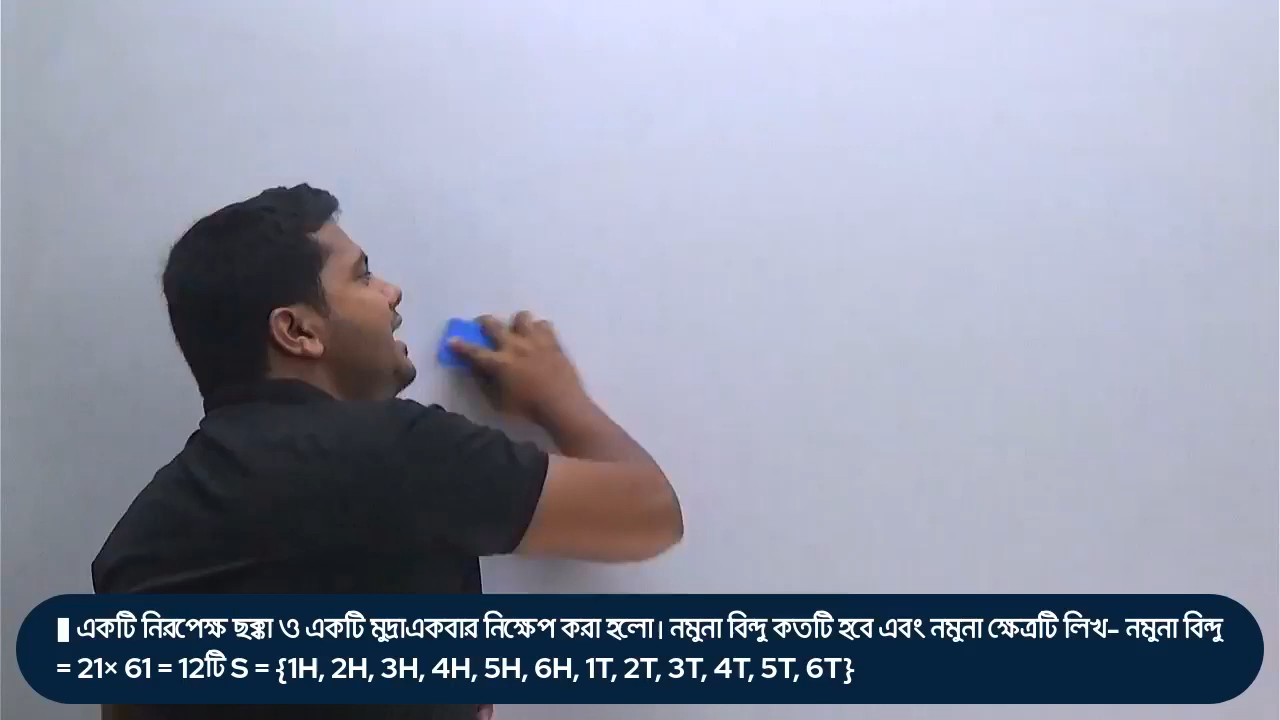 একটি নিরপেক্ষ ছক্কা ও একটি মুদ্রাএকবার নিক্ষেপ করা হলো। নমুনা বিন্দু কতটি হবে এবং নমুনা ক্ষেত্রটি লিখ- নমুনা বিন্দু
= 21× 61 = 12টি S = {1H, 2H, 3H, 4H, 5H, 6H, 1T, 2T, 3T, 4T, 5T, 6T}